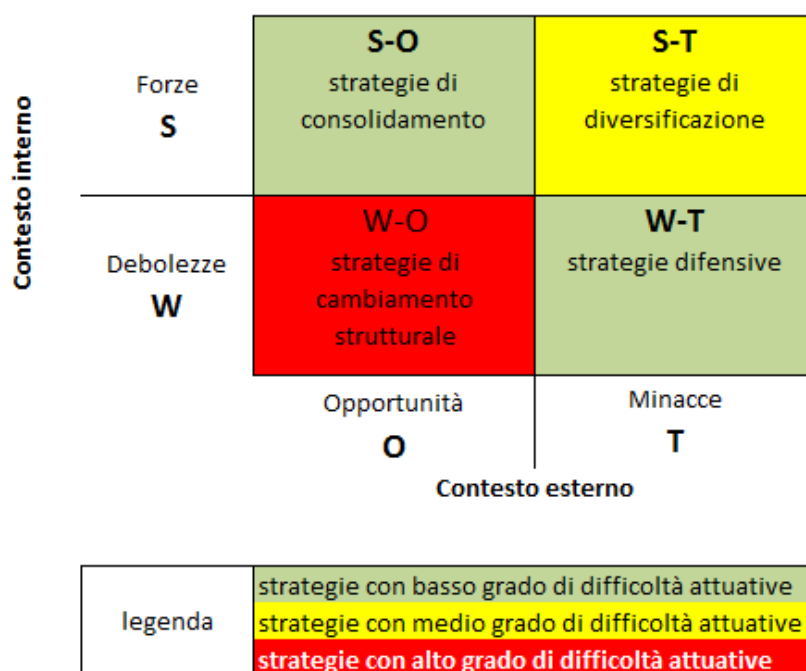 Contesto interno
Forze
S
S-O
strategie di
consolidamento
S-T
strategie di
diversificazione
Debolezze
W
W-O
strategie di
cambiamento
strutturale
W-T
strategie difensive
Opportunità
O
Minacce
T
Contesto esterno
legenda
strategie con basso grado di difficoltà attuative
strategie con medio grado di difficoltà attuative
strategie con alto grado di difficoltà attuative